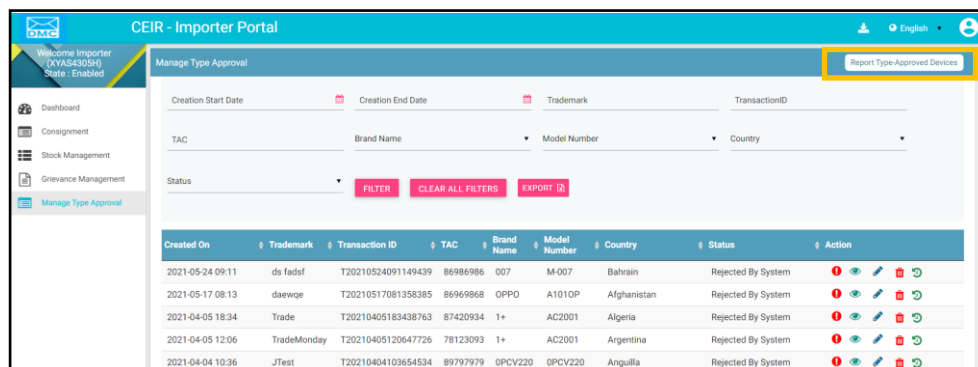 DMC
CEIR - Importer Portal
English
Welcome Importer
(XYAS4305H)
State : Enabled
Manage Type Approval
Report Type-Approved Devices
Dashboard
Consignment
Stock Management
Grievance Management
Manage Type Approval
Creation Start Date Creation End Date Trademark TransactionID
TAC Brand Name Model Number Country
Status FILTER CLEAR ALL FILTERS EXPORT
Created On Trademark Transaction ID TAC Brand Name Model Number Country Status Action
2021-05-24 09:11 ds fadsf T20210524091149439 86986986 007 M-007 Bahrain Rejected By System
2021-05-17 08:13 daewqe T20210517081358385 86969868 OPPO A101OP Afghanistan Rejected By System
2021-04-05 18:34 Trade T20210405183438763 87420934 1+ AC2001 Algeria Rejected By System
2021-04-05 12:06 TradeMonday T20210405120647726 78123093 1+ AC2001 Argentina Rejected By System
2021-04-04 10:36 JTest T20210404103654534 89797979 0PCV220 0PCV220 Anguilla Rejected By System